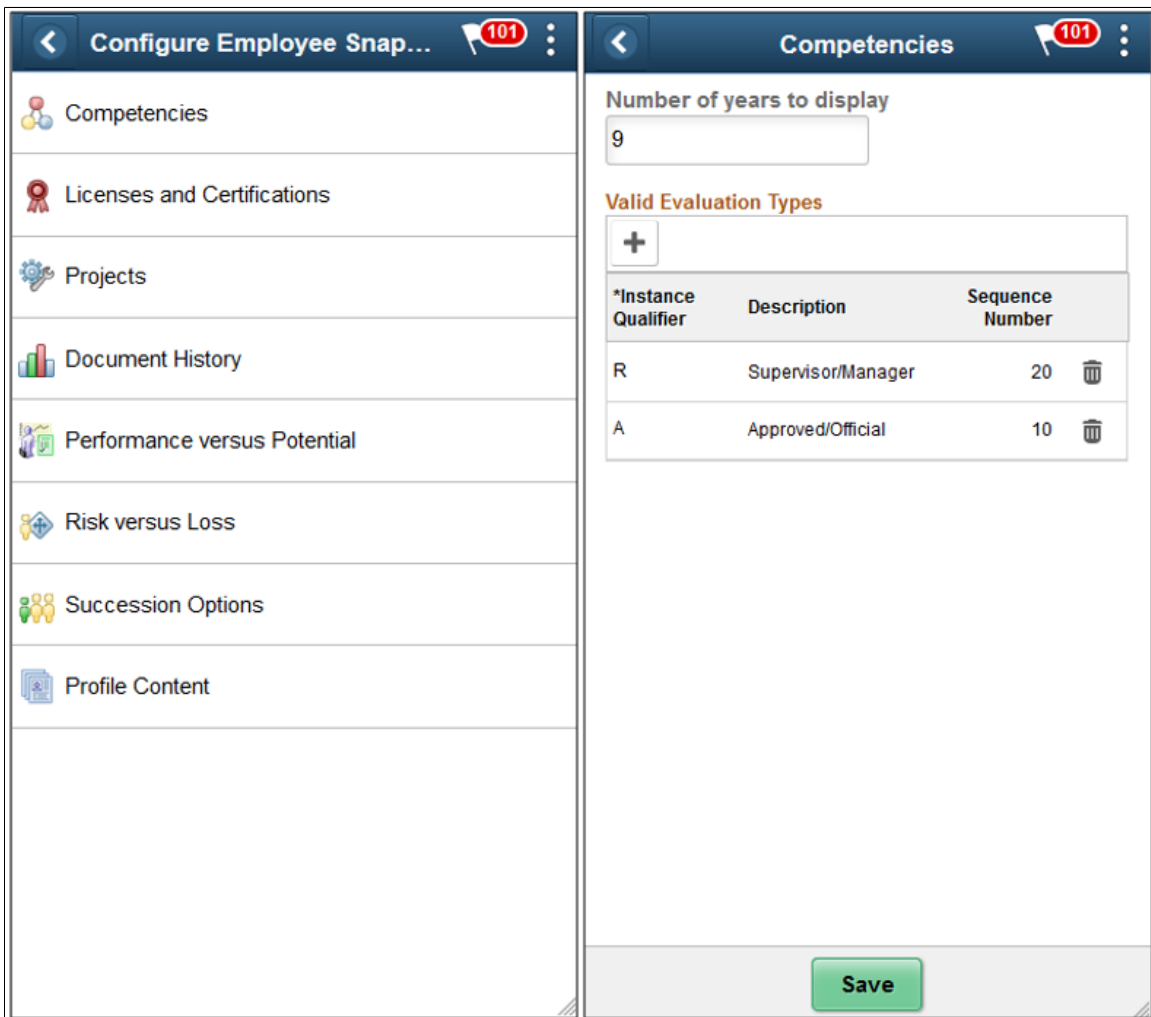 Configure Employee Snap...
101
Competencies
Licenses and Certifications
Projects
Document History
Performance versus Potential
Risk versus Loss
Succession Options
Profile Content
Competencies
101
Number of years to display
9
Valid Evaluation Types
*Instance Qualifier Description Sequence Number
R Supervisor/Manager 20
A Approved/Official 10
Save